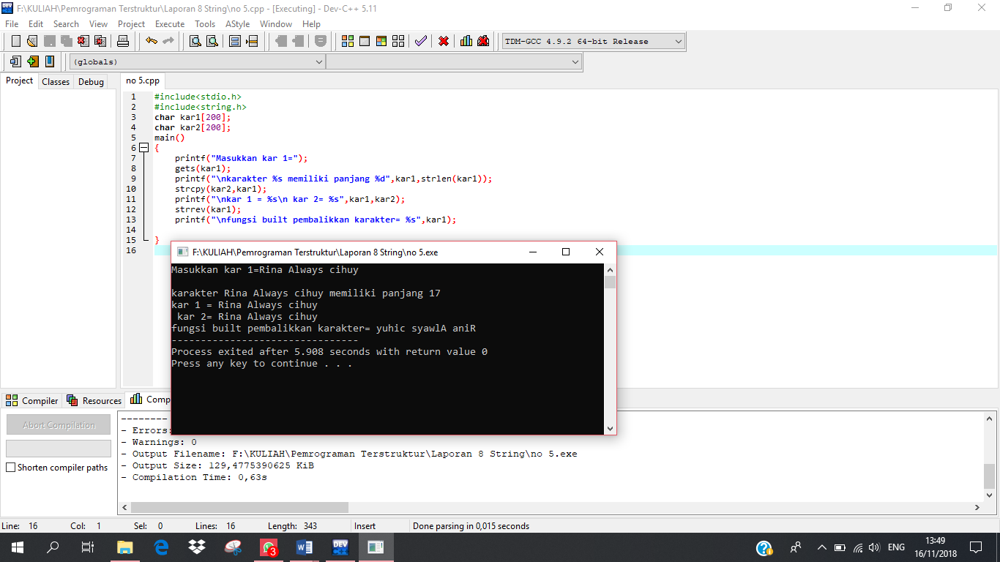 F:\KULIAH\Pemrograman Terstruktur\Laporan 8 String\no 5.cpp - [Executing] - Dev-C++ 5.11
File Edit Search View Project Execute Tools AStyle Window Help
TDM-GCC 4.9.2 64-bit Release
(globals)
Project Classes Debug
no 5.cpp
1 #include<stdio.h>
2 #include<string.h>
3 char kar1[200];
4 char kar2[200];
5 main()
6 {
7 printf("Masukkan kar 1=");
8 gets(kar1);
9 printf("\nkarakter %s memiliki panjang %d",kar1,strlen(kar1));
10 strcpy(kar2,kar1);
11 printf("\nkar 1 = %s\n kar 2= %s",kar1,kar2);
12 strrev(kar1);
13 printf("\nfungsi built pembalikkan karakter= %s",kar1);
14
15 }
16
F:\KULIAH\Pemrograman Terstruktur\Laporan 8 String\no 5.exe
Masukkan kar 1=Rina Always cihuy
karakter Rina Always cihuy memiliki panjang 17
kar 1 = Rina Always cihuy
 kar 2= Rina Always cihuy
fungsi built pembalikkan karakter= yuhic syawlA aniR
--------------------------------
Process exited after 5.908 seconds with return value 0
Press any key to continue . . .
Compiler Resources Comp
Abort Compilation
Shorten compiler paths
--------
- Errors:
- Warnings: 0
- Output Filename: F:\KULIAH\Pemrograman Terstruktur\Laporan 8 String\no 5.exe
- Output Size: 129,4775390625 KiB
- Compilation Time: 0,63s
Line: 16 Col: 1 Sel: 0 Lines: 16 Length: 343 Insert Done parsing in 0,015 seconds
3
DEV
ENG
13:49
16/11/2018